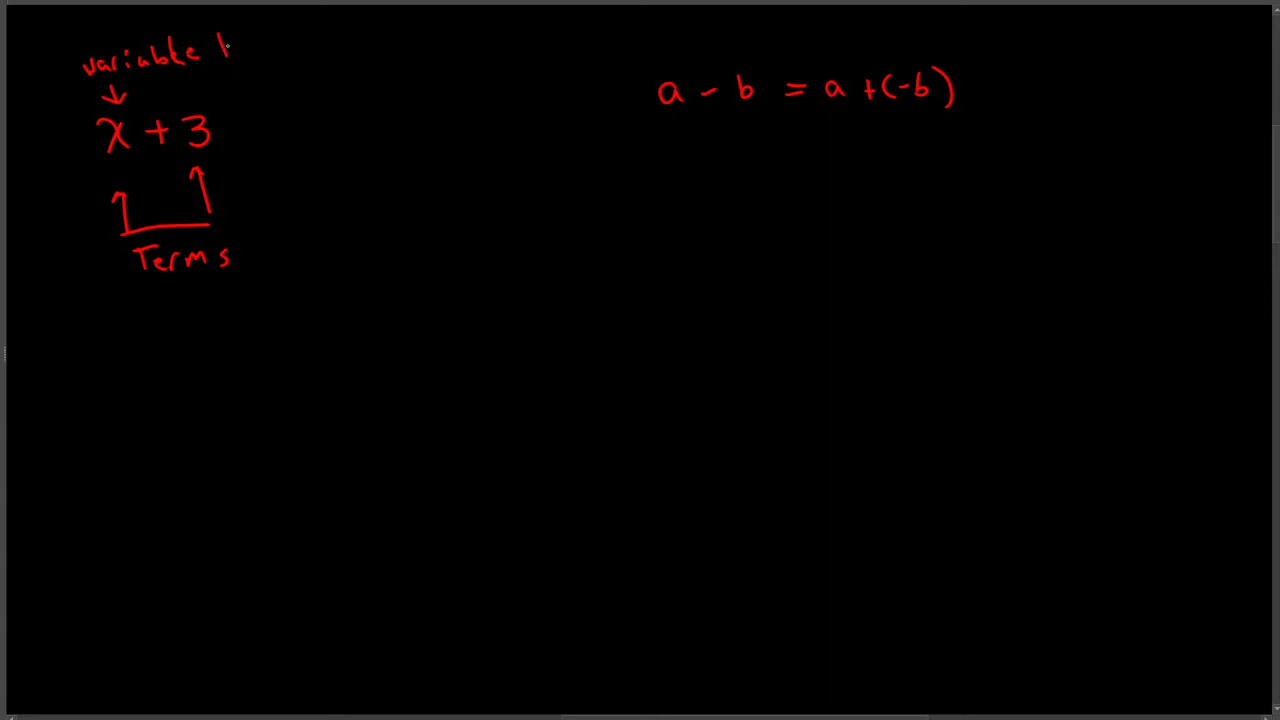 variable
x + 3
Terms
a - b = a + (-b)